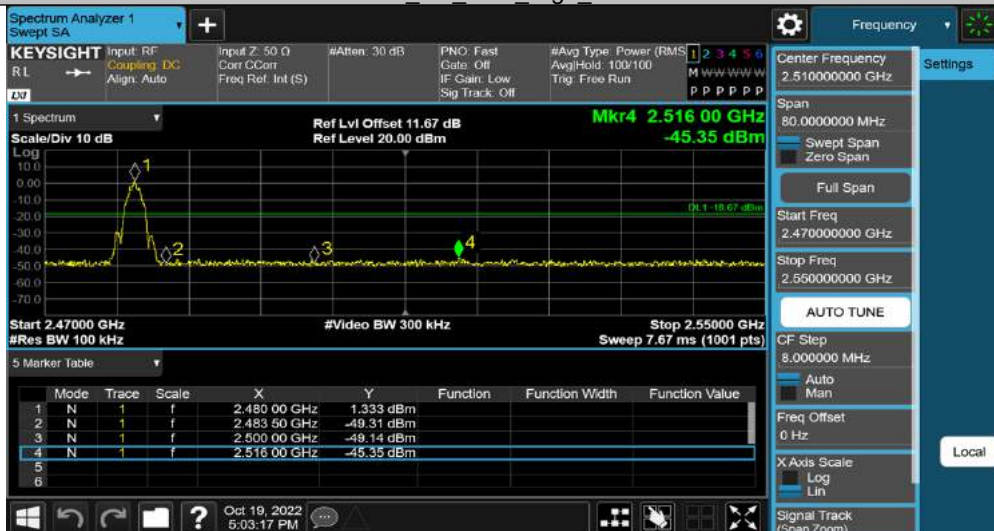 Spectrum Analyzer 1
Swept SA
Frequency
KEYSIGHT
Input: RF
Input Z: 50 Ω
#Atten: 30 dB
PNO: Fast
#Avg Type: Power (RMS
1 2 3 4 5 6
RL
Coupling: DC
Corr CCorr
Gate: Off
Avg|Hold: 100/100
M W W W W W
Align: Auto
Freq Ref: Int (S)
IF Gain: Low
Trig: Free Run
P P P P P P
LXI
Sig Track: Off
1 Spectrum
Ref Lvl Offset 11.67 dB
Mkr4 2.516 00 GHz
Scale/Div 10 dB
Ref Level 20.00 dBm
-45.35 dBm
Log
10.0
0.00
-10.0
-20.0
-40.0
-50.0
-60.0
-70.0
1
2
3
4
DL1 -18.67 dBm
Start 2.47000 GHz
#Video BW 300 kHz
Stop 2.55000 GHz
#Res BW 100 kHz
Sweep 7.67 ms (1001 pts)
5 Marker Table
Mode Trace Scale X Y Function Function Width Function Value
1 N 1 f 2.480 00 GHz 1.333 dBm
2 N 1 f 2.483 50 GHz -49.31 dBm
3 N 1 f 2.500 00 GHz -49.14 dBm
4 N 1 f 2.516 00 GHz -45.35 dBm
5
6
Oct 19, 2022
5:03:17 PM
Center Frequency
2.510000000 GHz
Settings
Span
80.0000000 MHz
Swept Span
Zero Span
Full Span
Start Freq
2.470000000 GHz
Stop Freq
2.550000000 GHz
AUTO TUNE
CF Step
8.000000 MHz
Auto
Man
Freq Offset
0 Hz
Local
X Axis Scale
Log
Lin
Signal Track
(Span Zoom)